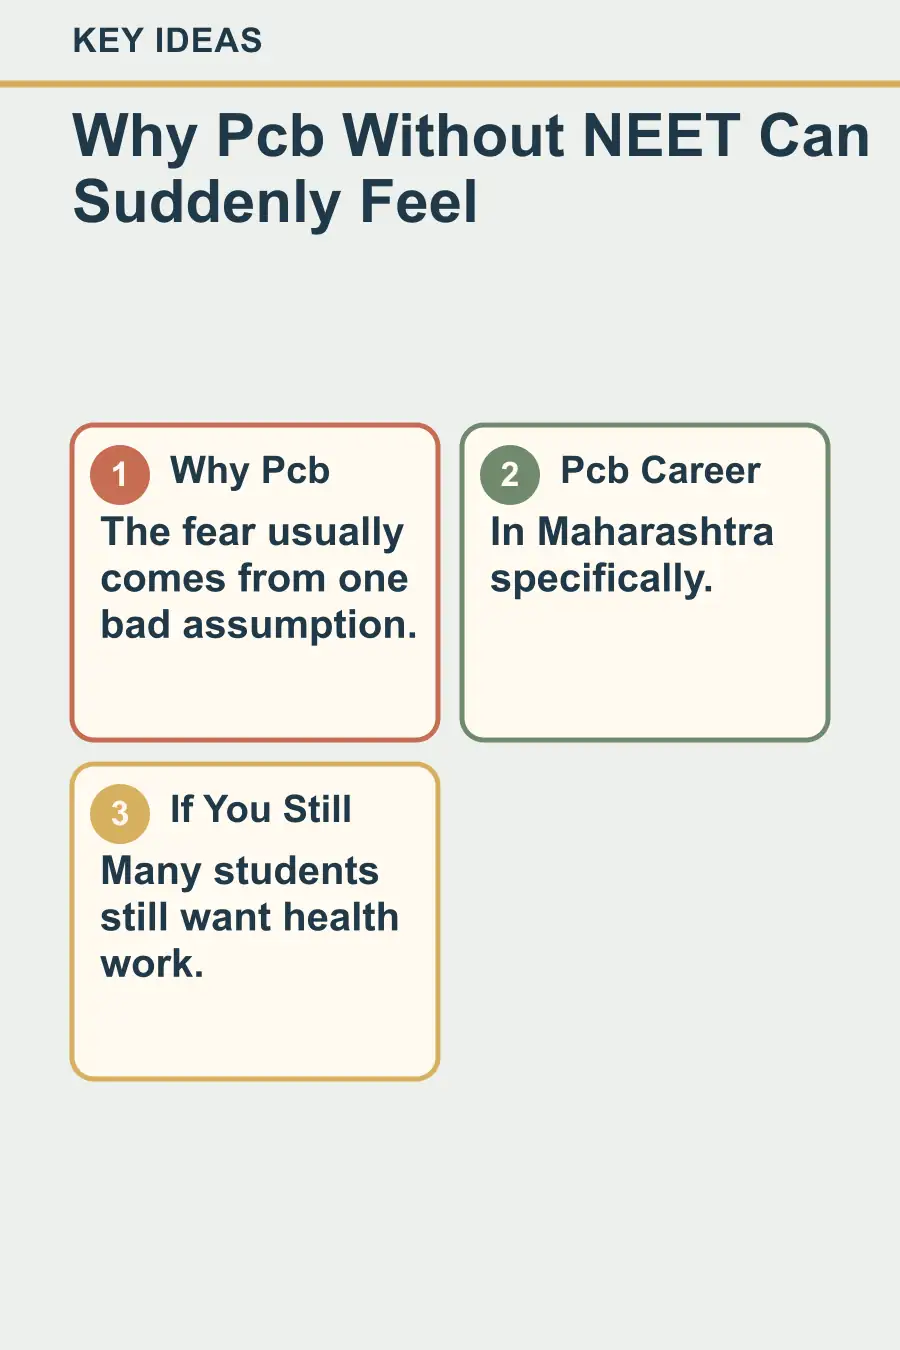 KEY IDEAS
Why Pcb Without NEET Can
Suddenly Feel
1 Why Pcb
The fear usually
comes from one
bad assumption.
2 Pcb Career
In Maharashtra
specifically.
3 If You Still
Many students
still want health
work.